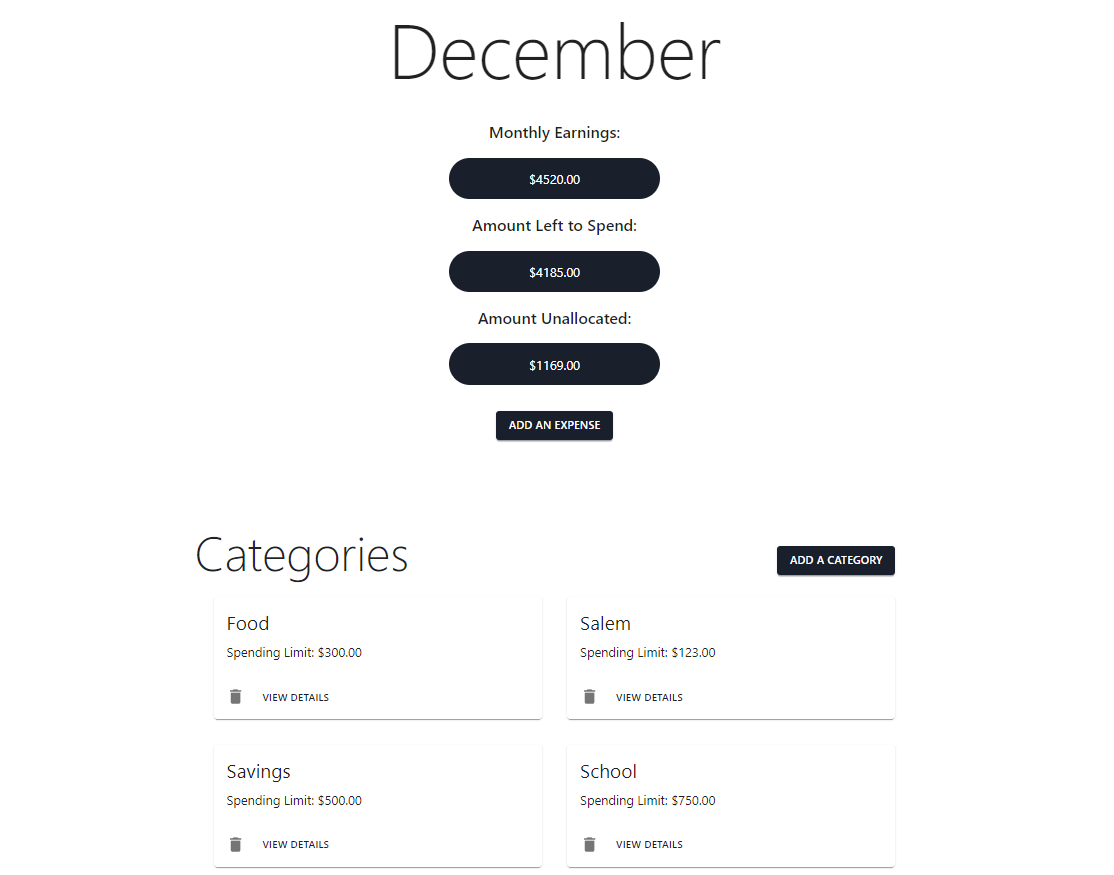 December
Monthly Earnings:
$4520.00
Amount Left to Spend:
$4185.00
Amount Unallocated:
$1169.00
ADD AN EXPENSE
Categories
ADD A CATEGORY
Food
Spending Limit: $300.00
VIEW DETAILS
Salem
Spending Limit: $123.00
VIEW DETAILS
Savings
Spending Limit: $500.00
VIEW DETAILS
School
Spending Limit: $750.00
VIEW DETAILS